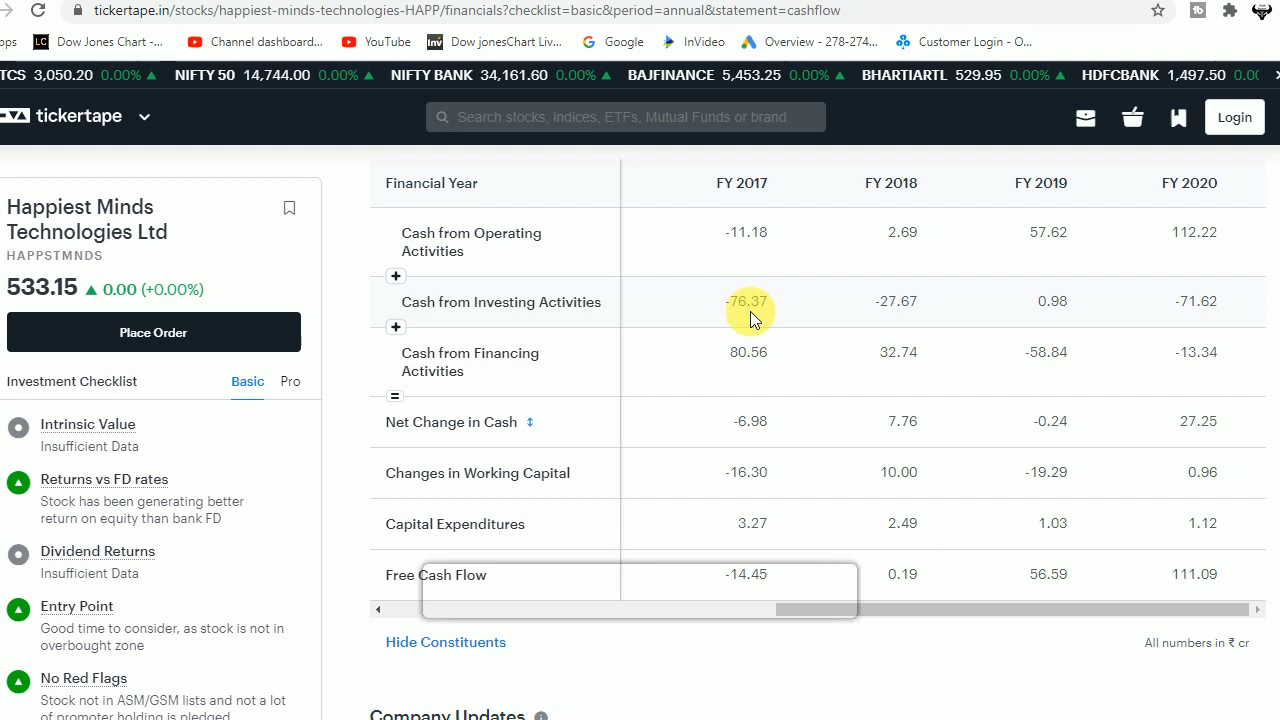 tickertape.in/stocks/happiest-minds-technologies-HAPP/financials?checklist=basic&period=annual&statement=cashflow
ops Dow Jones Chart -... Channel dashboard... YouTube Dow jonesChart Liv... Google InVideo Overview - 278-274... Customer Login - O...
TCS 3,050.20 0.00% ▲ NIFTY 50 14,744.00 0.00% ▲ NIFTY BANK 34,161.60 0.00% ▲ BAJFINANCE 5,453.25 0.00% ▲ BHARTIARTL 529.95 0.00% ▲ HDFCBANK 1,497.50
tickertape Search stocks, indices, ETFs, Mutual Funds or brand Login
Happiest Minds
Technologies Ltd
HAPPSTMNDS
533.15 ▲ 0.00 (+0.00%)
Place Order
Investment Checklist Basic Pro
Intrinsic Value
Insufficient Data
Returns vs FD rates
Stock has been generating better
return on equity than bank FD
Dividend Returns
Insufficient Data
Entry Point
Good time to consider, as stock is not in
overbought zone
No Red Flags
Stock not in ASM/GSM lists and not a lot
of promoter holding is pledged
Financial Year FY 2017 FY 2018 FY 2019 FY 2020
Cash from Operating
Activities -11.18 2.69 57.62 112.22
+
Cash from Investing Activities -76.37 -27.67 0.98 -71.62
+
Cash from Financing
Activities 80.56 32.74 -58.84 -13.34
=
Net Change in Cash -6.98 7.76 -0.24 27.25
Changes in Working Capital -16.30 10.00 -19.29 0.96
Capital Expenditures 3.27 2.49 1.03 1.12
Free Cash Flow -14.45 0.19 56.59 111.09
Hide Constituents All numbers in ₹ cr
Company Updates